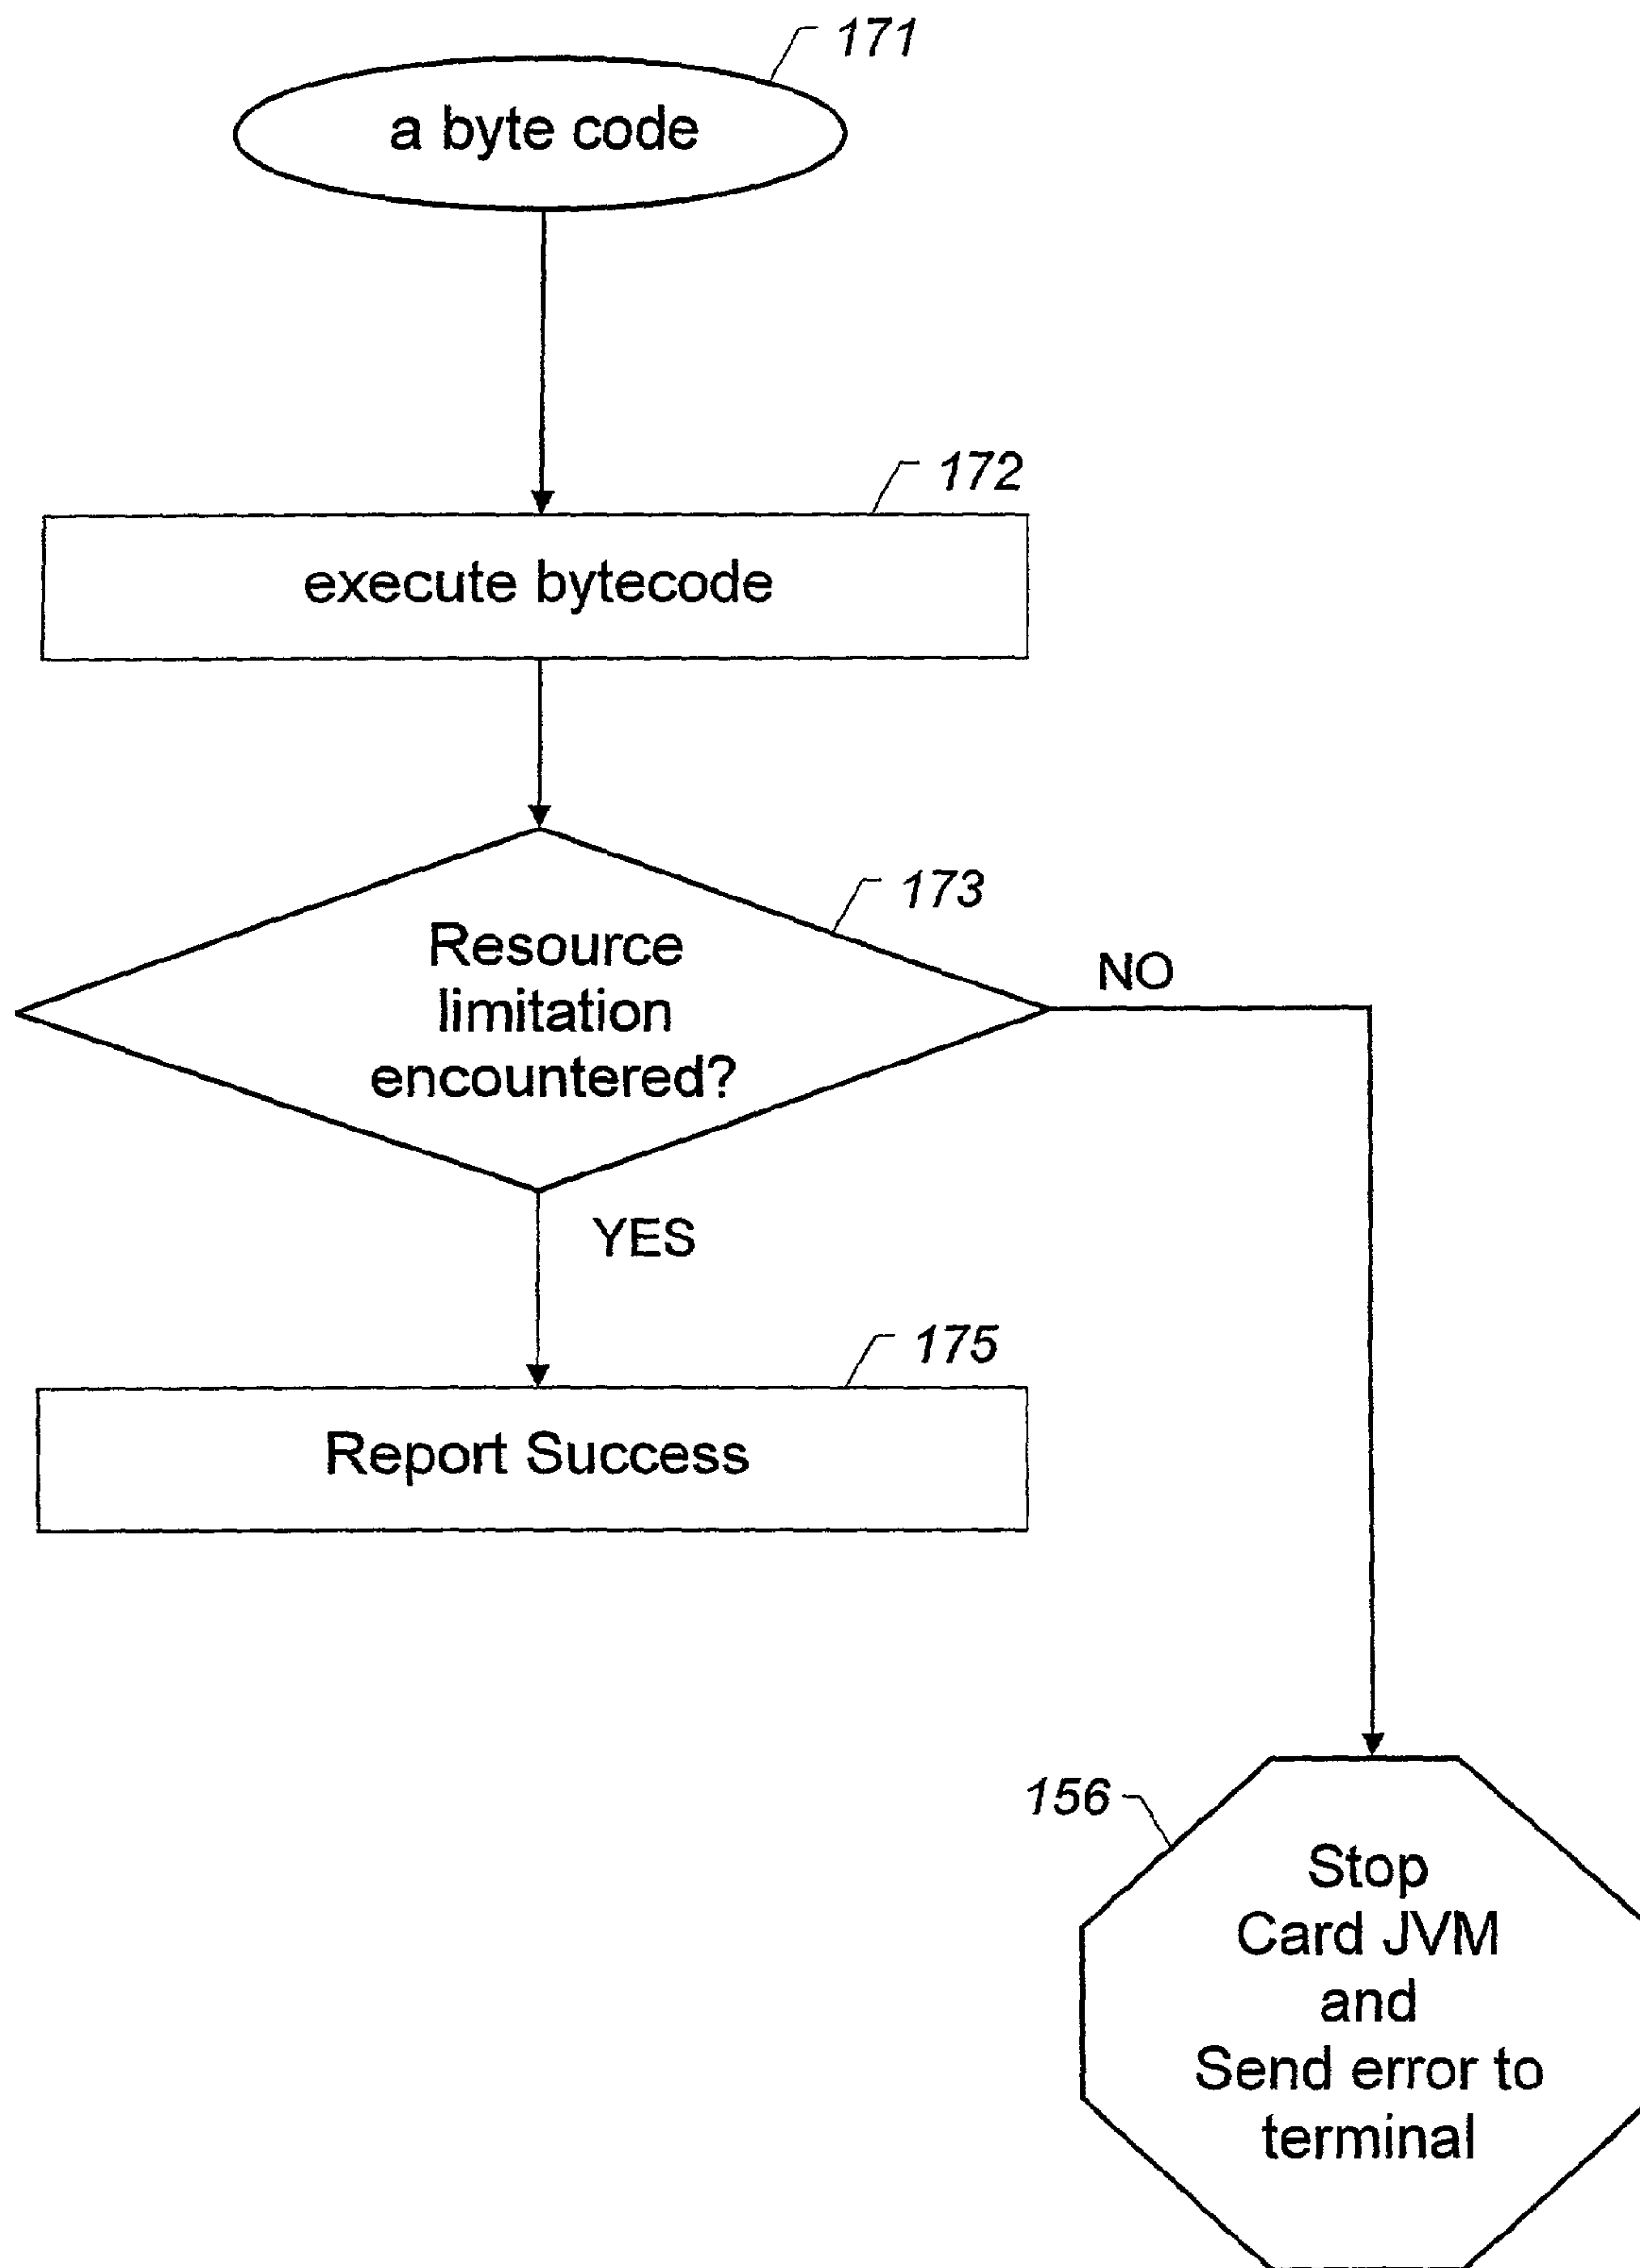 171
a byte code
172
execute bytecode
173
Resource
limitation
encountered?
NO
YES
175
Report Success
156
Stop
Card JVM
and
Send error to
terminal